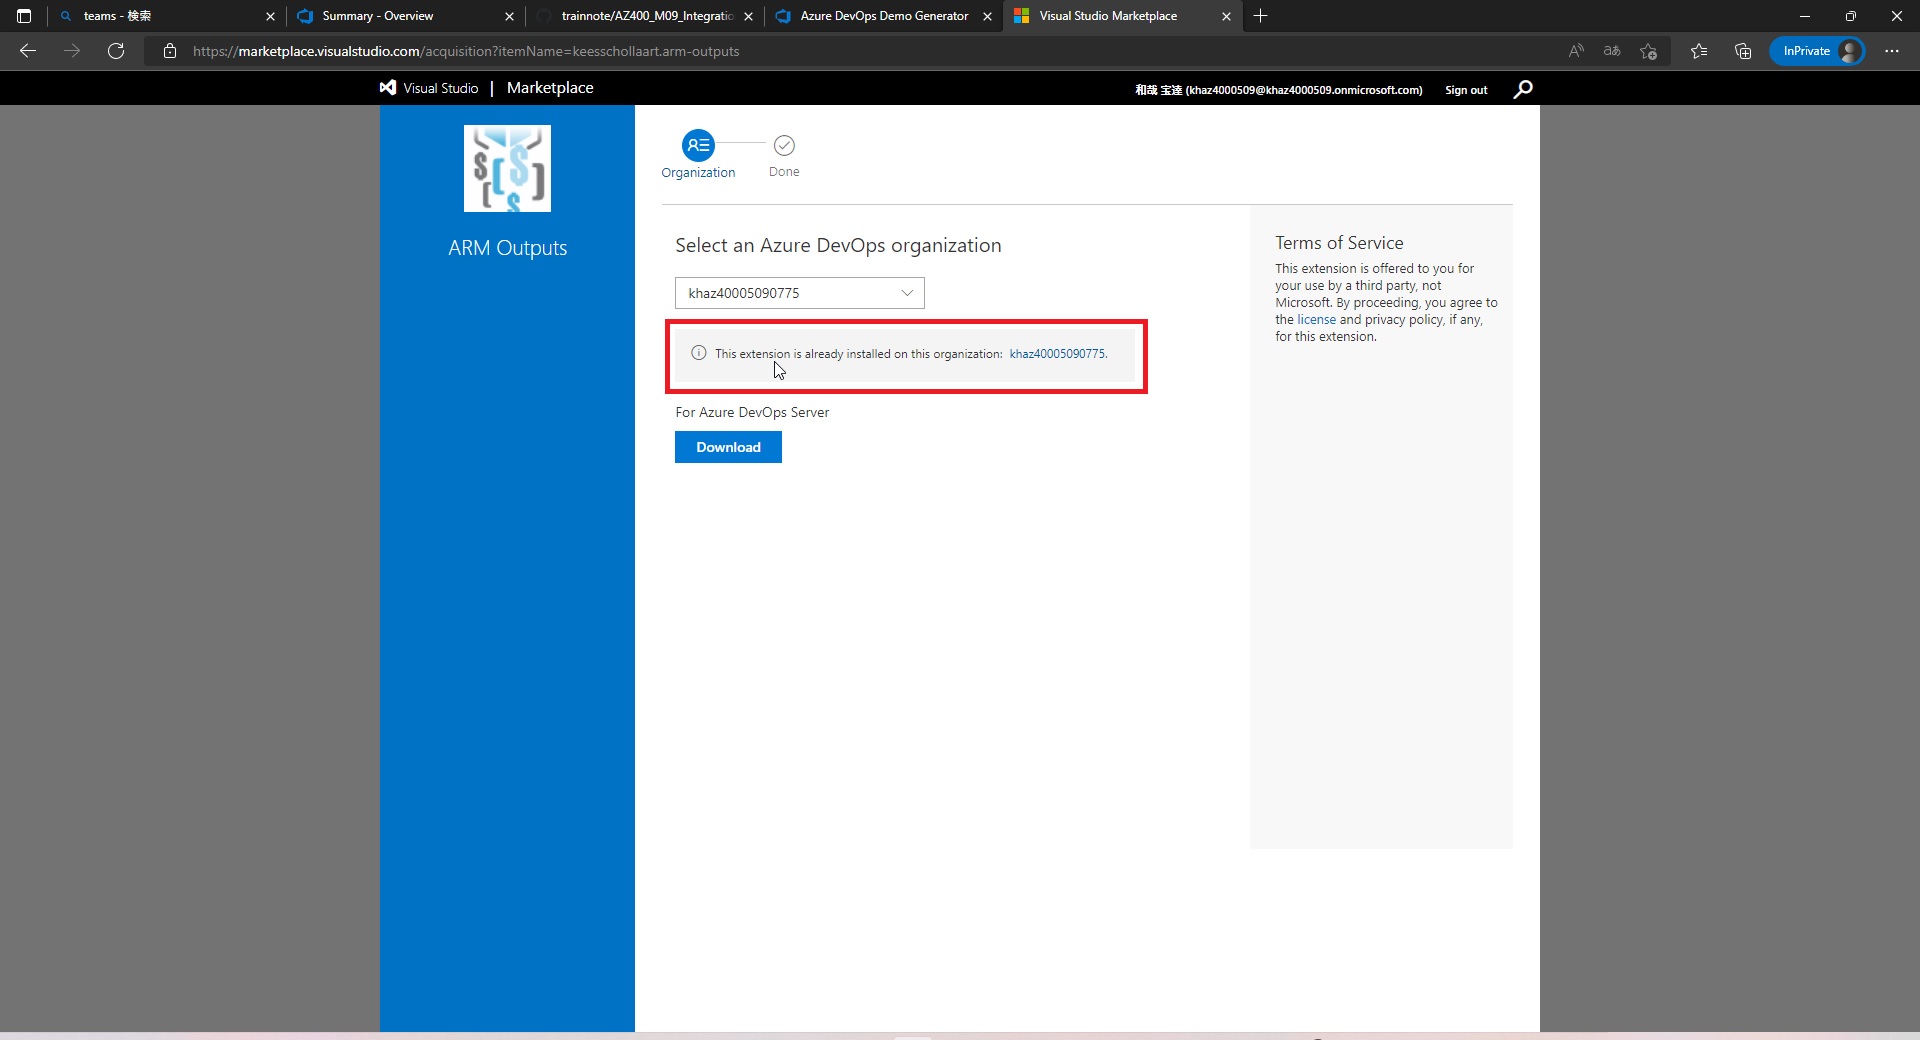 teams - 検索
Summary - Overview
trainnote/AZ400_M09_Integratio
Azure DevOps Demo Generator
Visual Studio Marketplace
https://marketplace.visualstudio.com/acquisition?itemName=keesschollaart.arm-outputs
aあ
InPrivate
Visual Studio | Marketplace
和哉 宝達 (khaz4000509@khaz4000509.onmicrosoft.com)
Sign out
ARM Outputs
Organization
Done
Select an Azure DevOps organization
khaz40005090775
This extension is already installed on this organization: khaz40005090775.
For Azure DevOps Server
Download
Terms of Service
This extension is offered to you for
your use by a third party, not
Microsoft. By proceeding, you agree to
the license and privacy policy, if any,
for this extension.